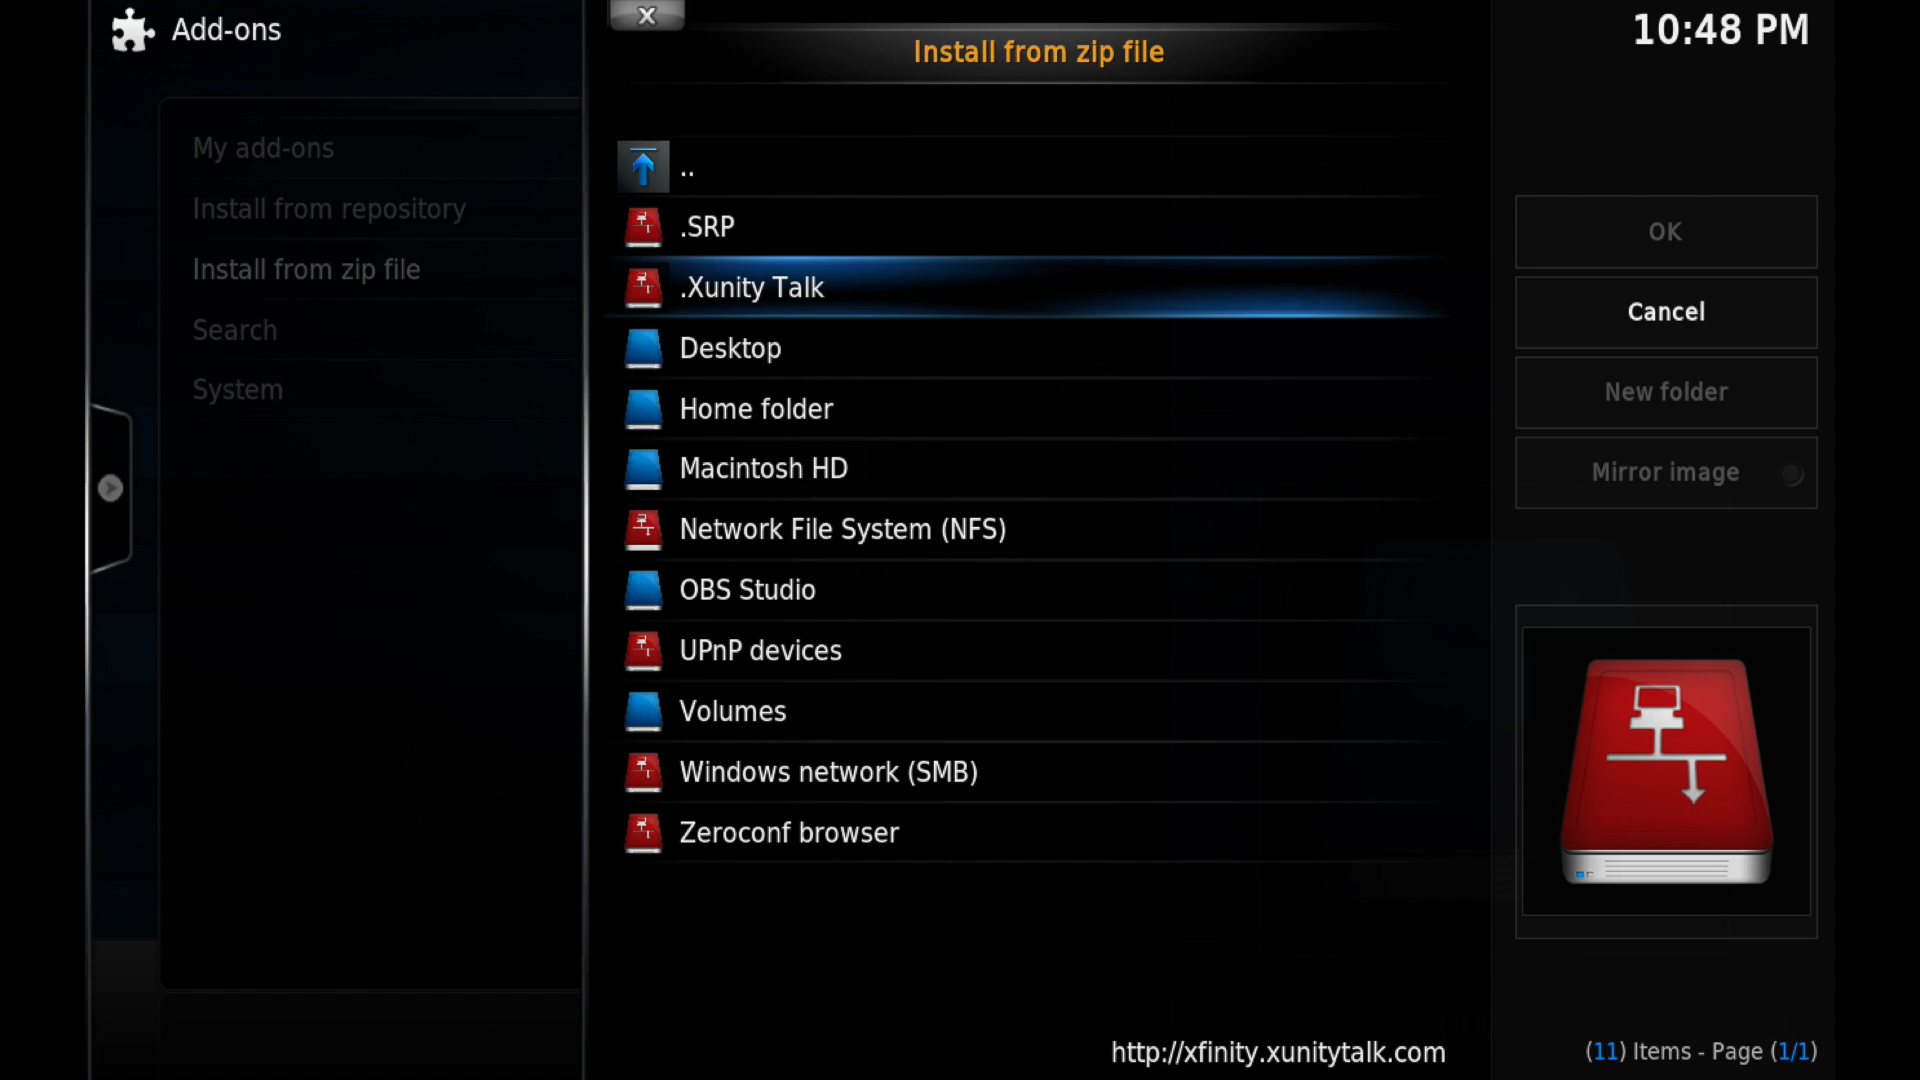 Add-ons
X
10:48 PM
Install from zip file
My add-ons
Install from repository
Install from zip file
Search
System
..
.SRP
.Xunity Talk
Desktop
Home folder
Macintosh HD
Network File System (NFS)
OBS Studio
UPnP devices
Volumes
Windows network (SMB)
Zeroconf browser
OK
Cancel
New folder
Mirror image
http://xfinity.xunitytalk.com
(11) Items - Page (1/1)